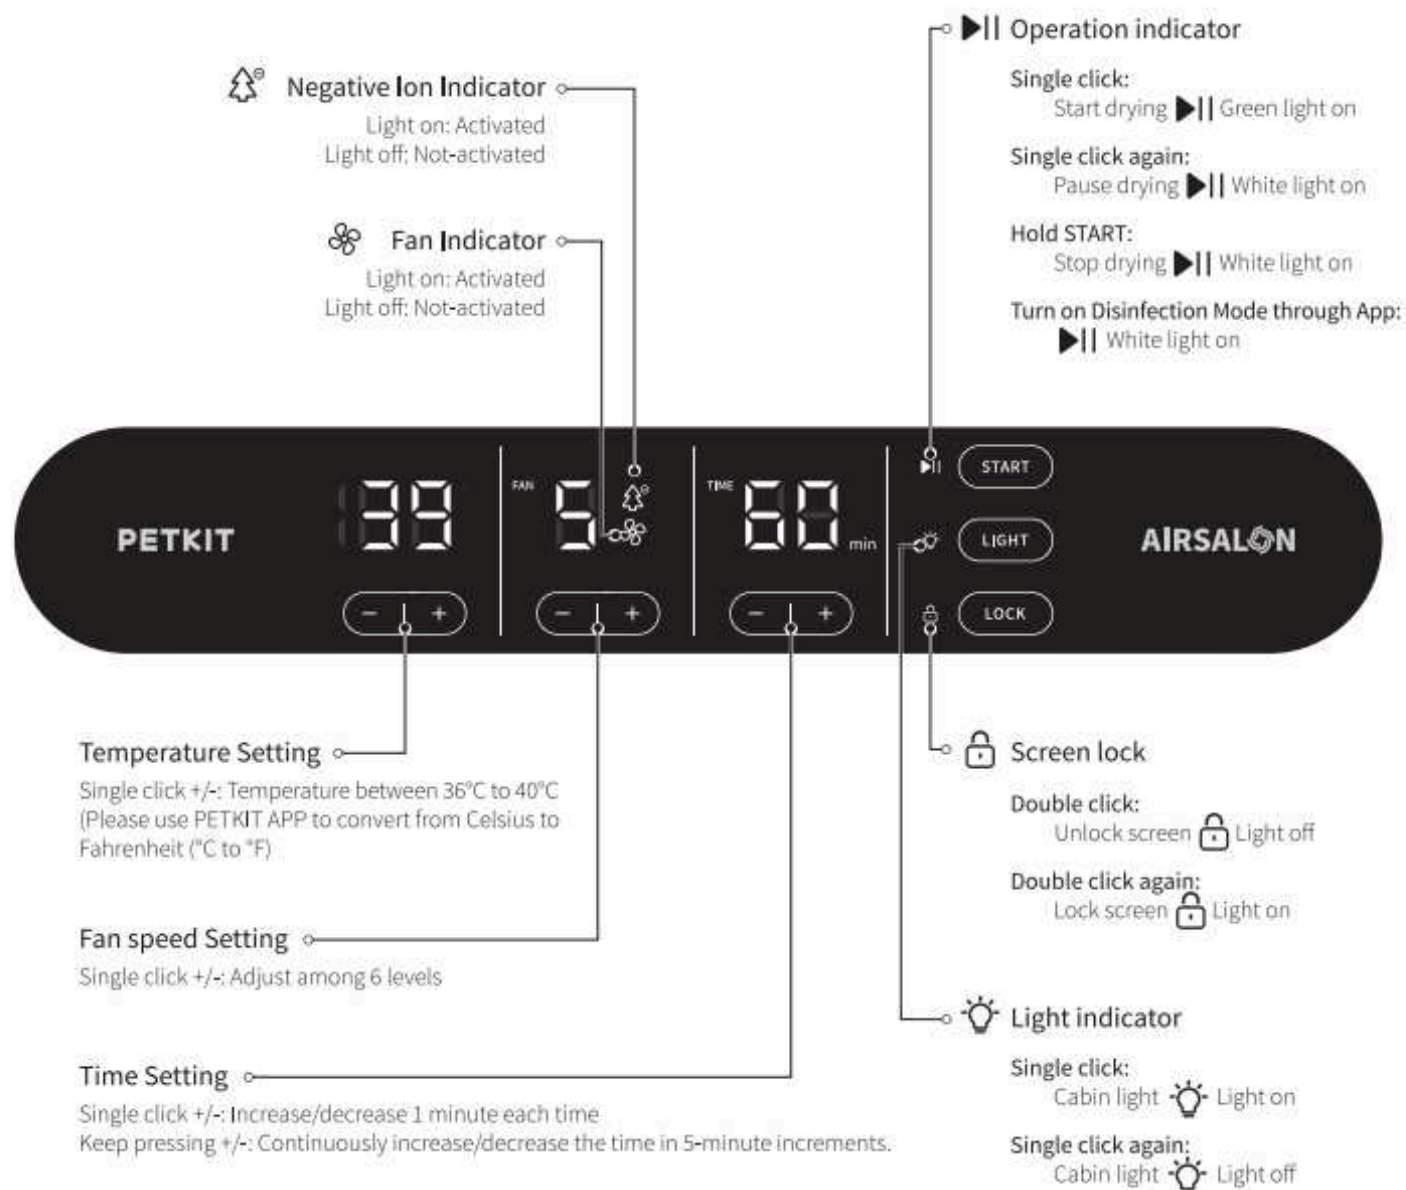 Operation indicator
Single click:
Start drying Green light on
Single click again:
Pause drying White light on
Hold START:
Stop drying White light on
Turn on Disinfection Mode through App:
White light on
Negative Ion Indicator
Light on: Activated
Light off: Not-activated
Fan Indicator
Light on: Activated
Light off: Not-activated
PETKIT
39
FAN
5
TIME
60
min
START
LIGHT
LOCK
AIRSALON
- +
- +
- +
Temperature Setting
Single click +/-: Temperature between 36°C to 40°C
(Please use PETKIT APP to convert from Celsius to
Fahrenheit (°C to °F)
Fan speed Setting
Single click +/-: Adjust among 6 levels
Time Setting
Single click +/-: Increase/decrease 1 minute each time
Keep pressing +/-: Continuously increase/decrease the time in 5-minute increments.
Screen lock
Double click:
Unlock screen Light off
Double click again:
Lock screen Light on
Light indicator
Single click:
Cabin light Light on
Single click again:
Cabin light Light off